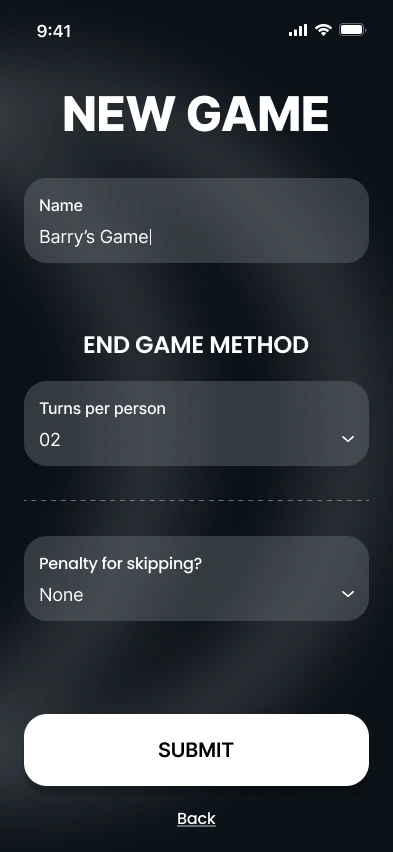 9:41
NEW GAME
Name
Barry’s Game
END GAME METHOD
Turns per person
02
Penalty for skipping?
None
SUBMIT
Back